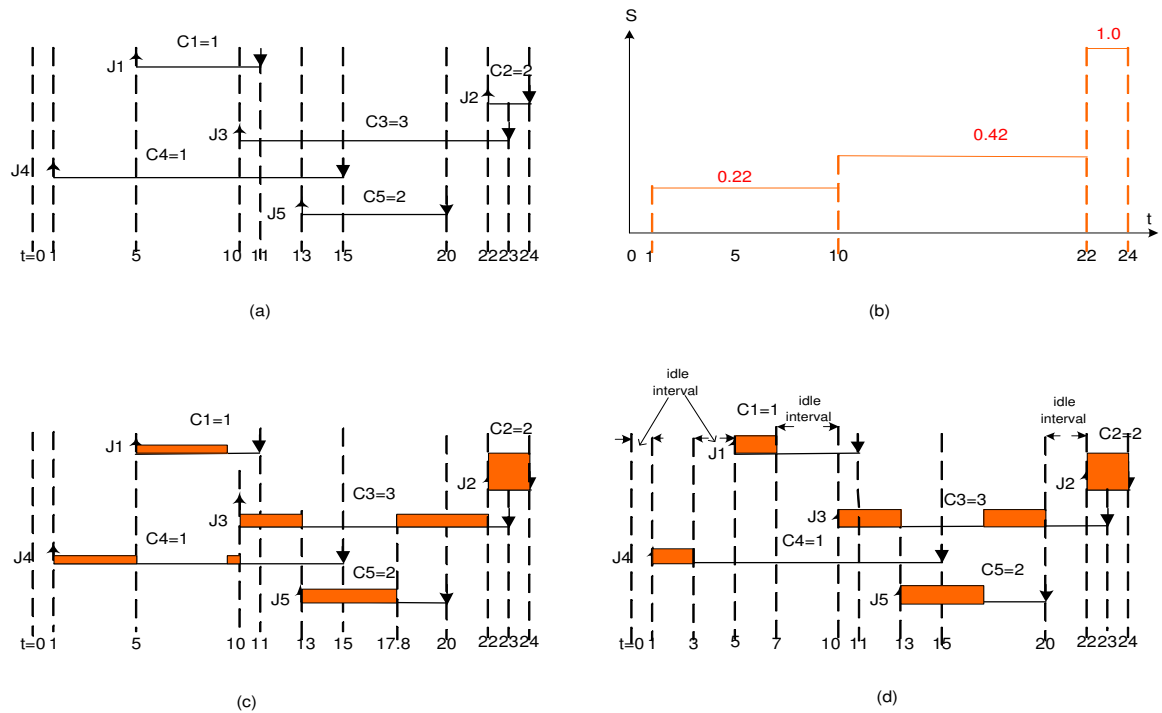 C1=1
J1
C2=2
J2
C3=3
J3
C4=1
J4
C5=2
J5
t=0 1 5 10 11 13 15 20 22 23 24
(a)
S
1.0
0.42
0.22
t
0 1 5 10 22 24
(b)
C1=1
J1
C2=2
J2
C3=3
J3
C4=1
J4
C5=2
J5
t=0 1 5 10 11 13 15 17.8 20 22 23 24
(c)
idle
interval
idle
interval
idle
interval
C1=1
J1
C2=2
J2
C3=3
J3
C4=1
J4
C5=2
J5
t=0 1 3 5 7 10 11 13 15 20 22 23 24
(d)